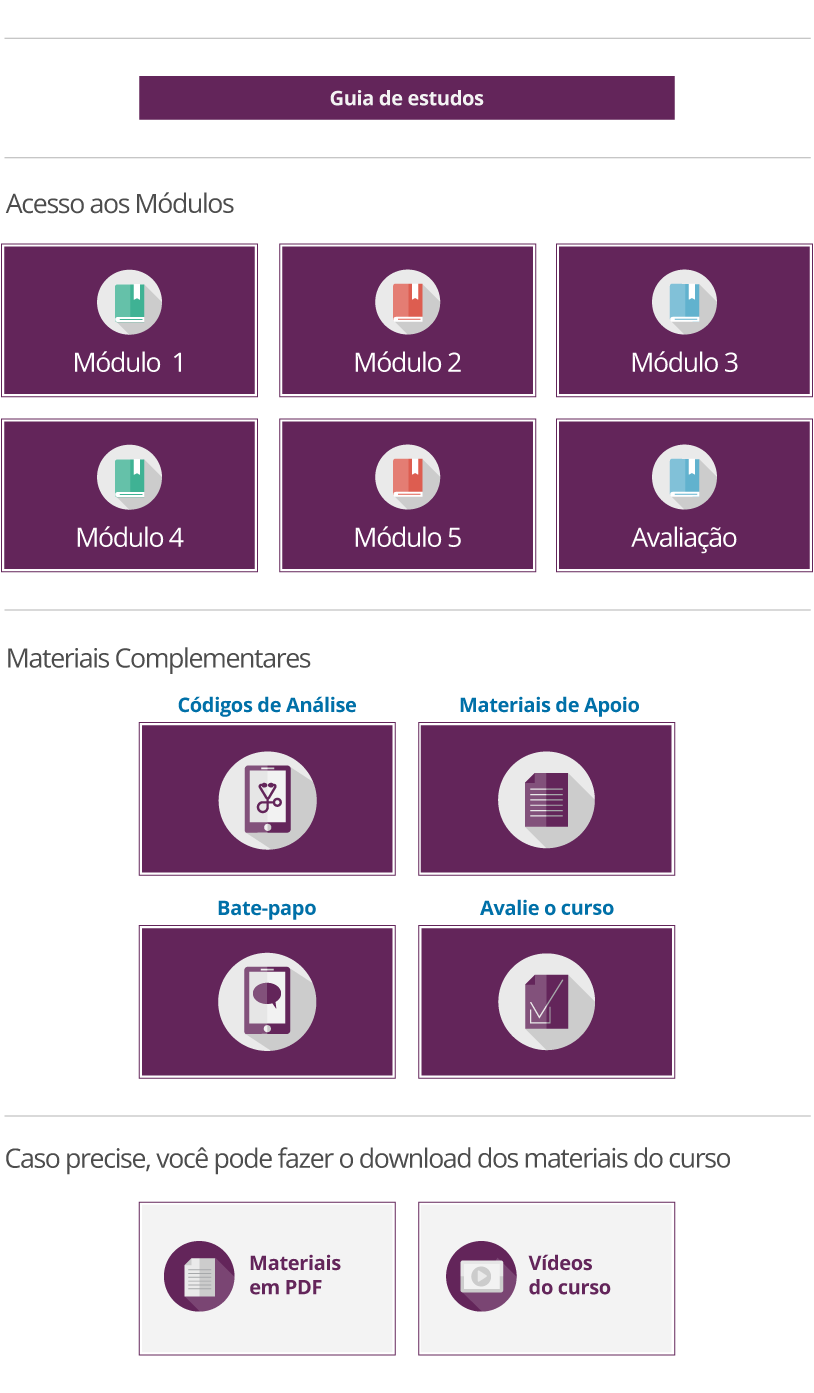 Guia de estudos
Acesso aos Módulos
Módulo 1
Módulo 2
Módulo 3
Módulo 4
Módulo 5
Avaliação
Materiais Complementares
Códigos de Análise
Materiais de Apoio
Bate-papo
Avalie o curso
Caso precise, você pode fazer o download dos materiais do curso
Materiais
em PDF
Vídeos
do curso